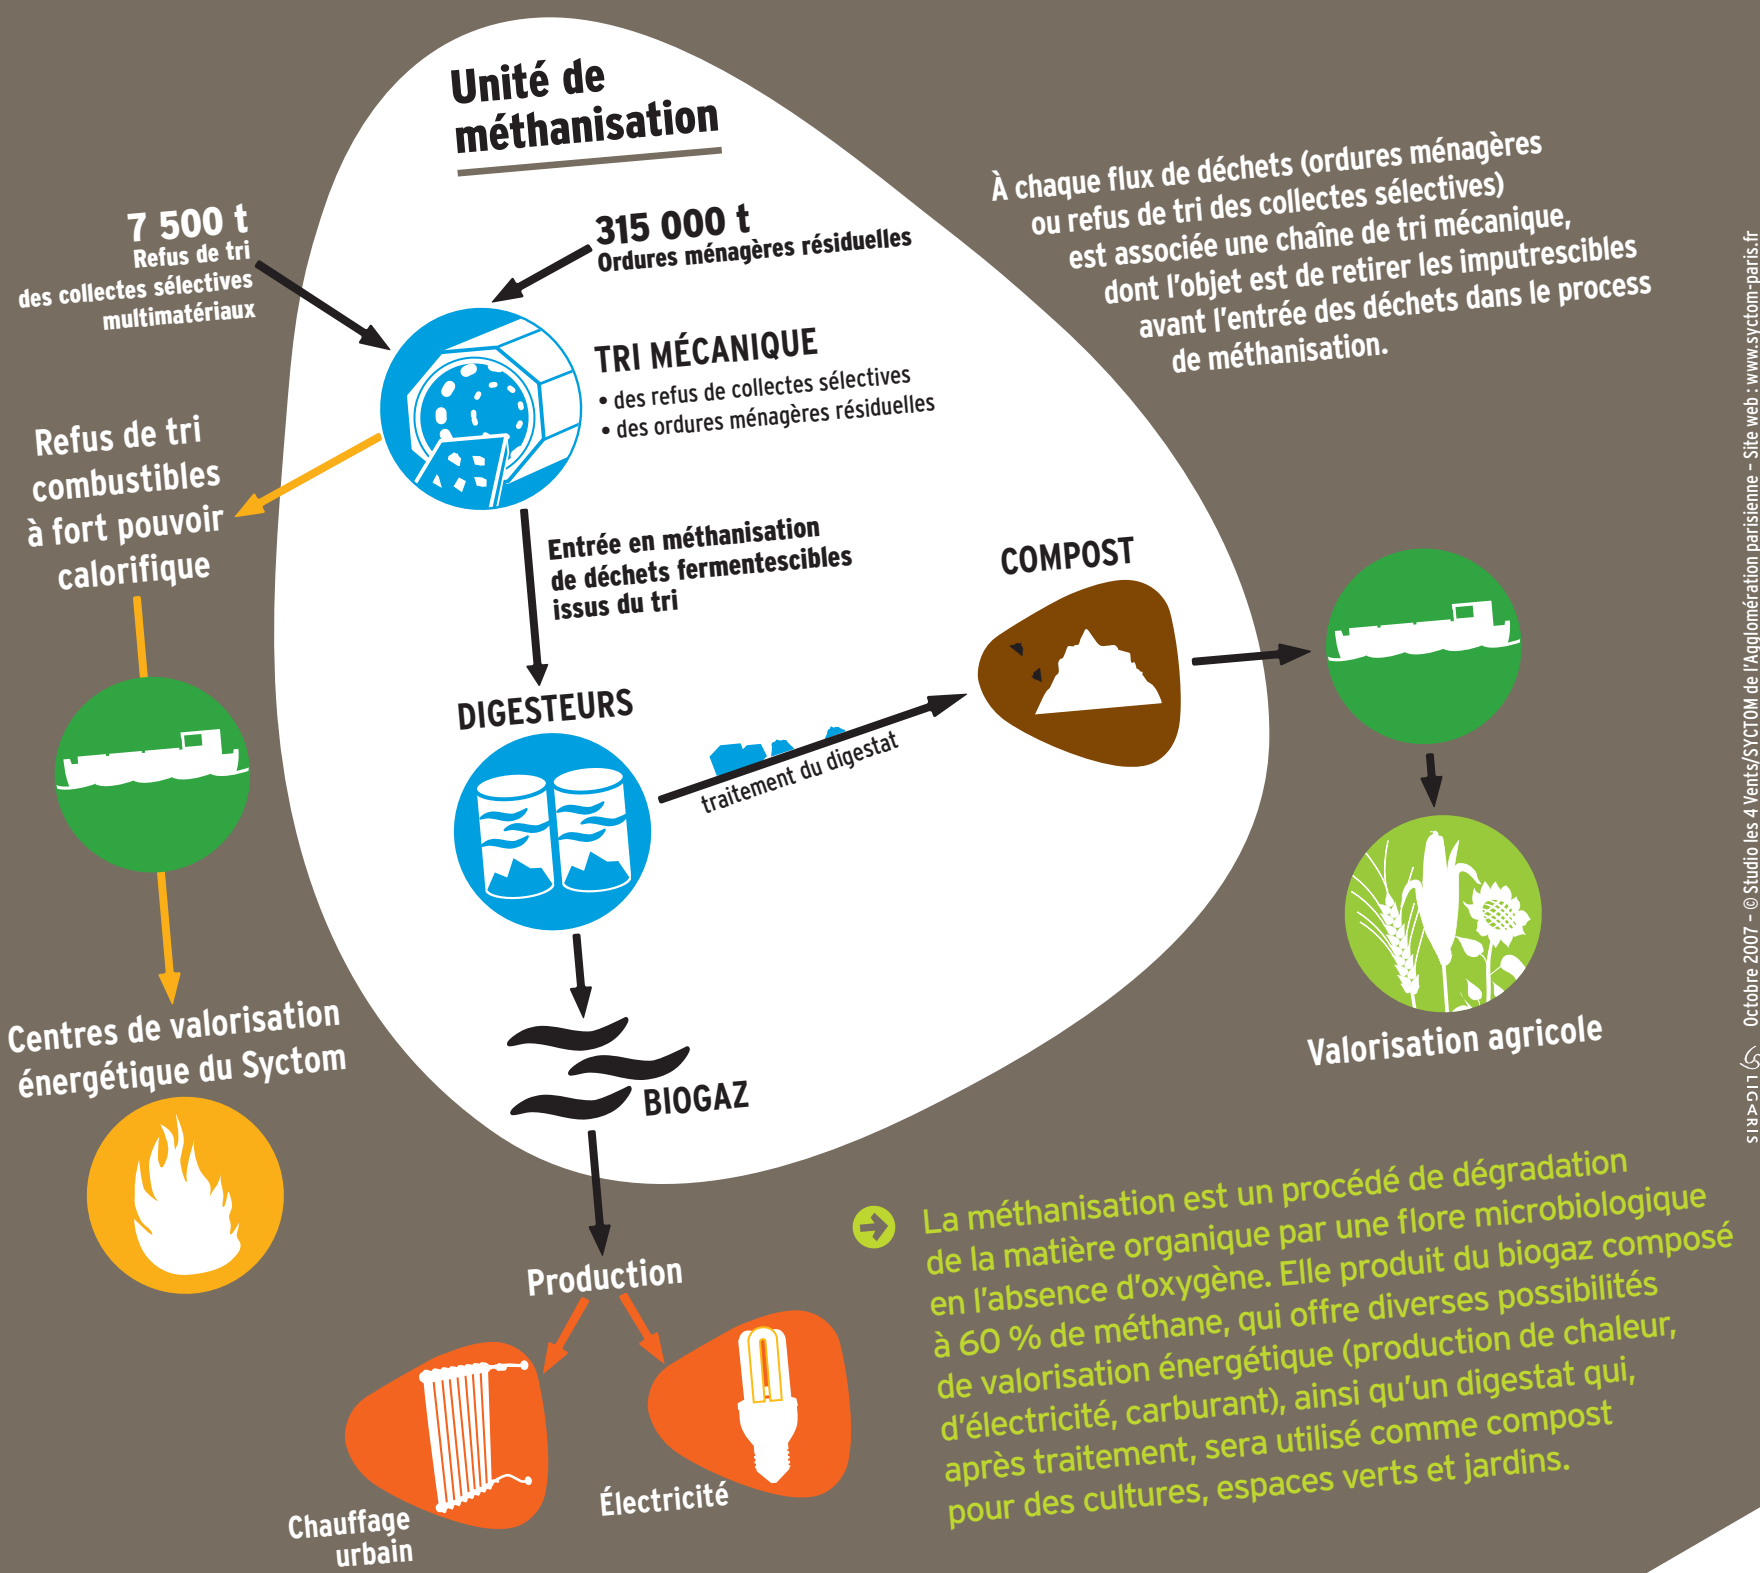 Unité de
méthanisation
7 500 t
Refus de tri
des collectes sélectives
multimatériaux
315 000 t
Ordures ménagères résiduelles
À chaque flux de déchets (ordures ménagères
ou refus de tri des collectes sélectives)
est associée une chaîne de tri mécanique,
dont l'objet est de retirer les imputrescibles
avant l'entrée des déchets dans le process
de méthanisation.
TRI MÉCANIQUE
• des refus de collectes sélectives
• des ordures ménagères résiduelles
Refus de tri
combustibles
à fort pouvoir
calorifique
Entrée en méthanisation
de déchets fermentescibles
issus du tri
COMPOST
DIGESTEURS
traitement du digestat
Centres de valorisation
énergétique du Syctom
BIOGAZ
Valorisation agricole
Production
Chauffage
urbain
Électricité
La méthanisation est un procédé de dégradation
de la matière organique par une flore microbiologique
en l'absence d'oxygène. Elle produit du biogaz composé
à 60 % de méthane, qui offre diverses possibilités
de valorisation énergétique (production de chaleur,
d'électricité, carburant), ainsi qu'un digestat qui,
après traitement, sera utilisé comme compost
pour des cultures, espaces verts et jardins.
LIGARIS Octobre 2007 – © Studio les 4 Vents/SYCTOM de l'Agglomération parisienne – Site web : www.syctom-paris.fr